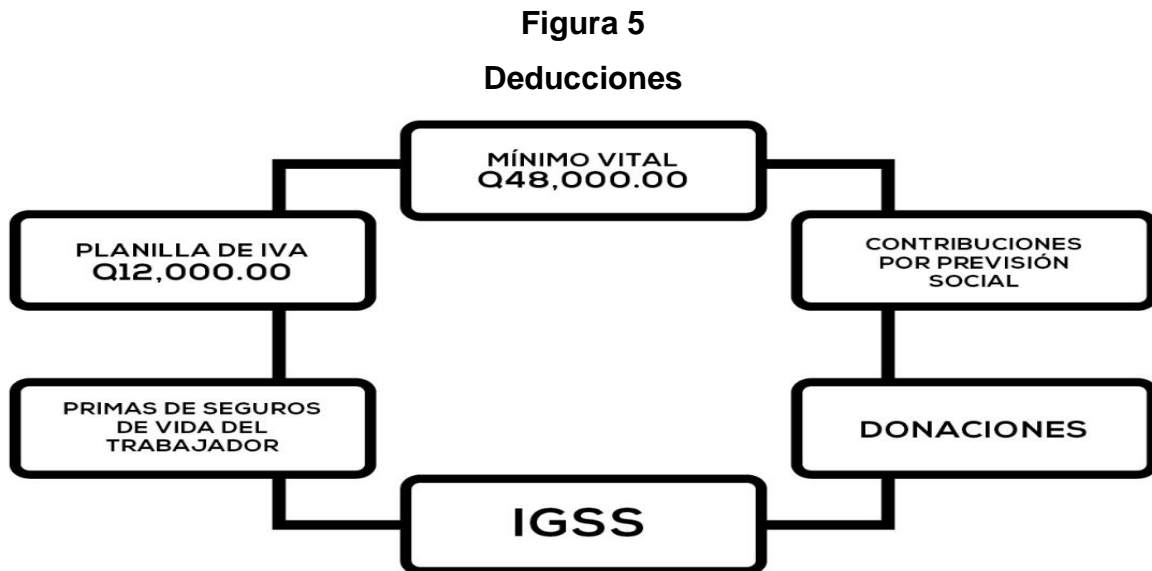 Figura 5
Deducciones
MÍNIMO VITAL
Q48,000.00
PLANILLA DE IVA
Q12,000.00
CONTRIBUCIONES
POR PREVISIÓN
SOCIAL
PRIMAS DE SEGUROS
DE VIDA DEL
TRABAJADOR
DONACIONES
IGSS